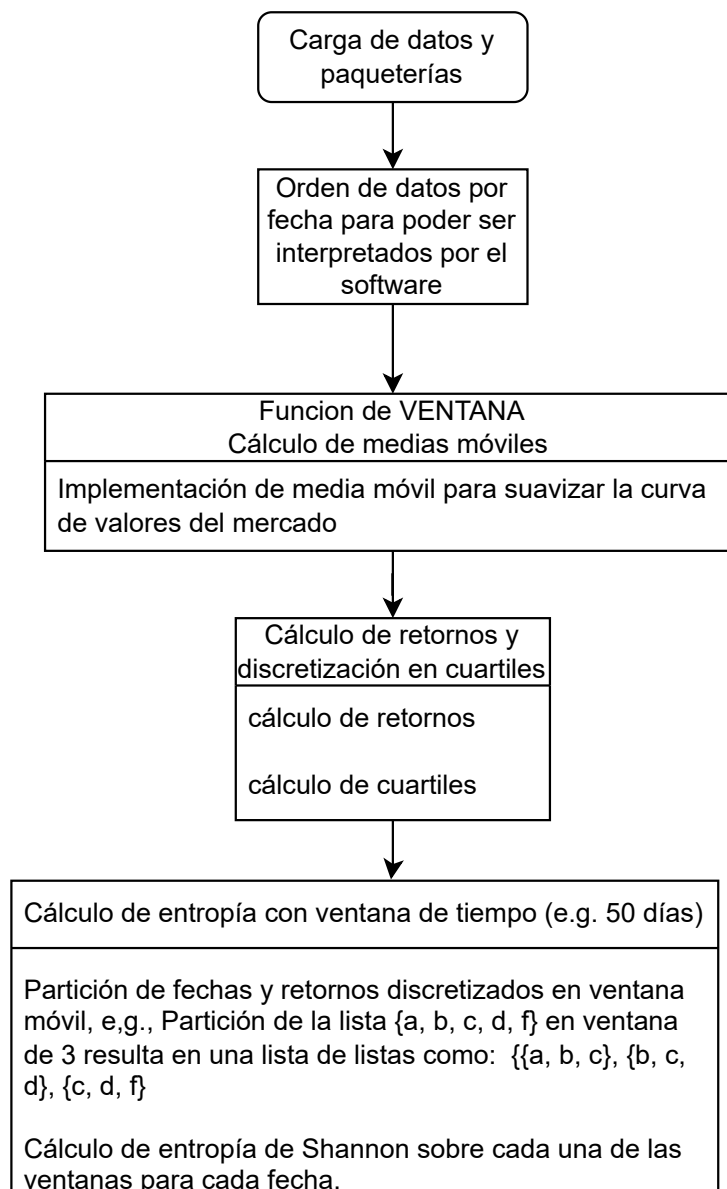 Carga de datos y
paqueterías
Orden de datos por
fecha para poder ser
interpretados por el
software
Funcion de VENTANA
Cálculo de medias móviles
Implementación de media móvil para suavizar la curva
de valores del mercado
Cálculo de retornos y
discretización en cuartiles
cálculo de retornos
cálculo de cuartiles
Cálculo de entropía con ventana de tiempo (e.g. 50 días)
Partición de fechas y retornos discretizados en ventana
móvil, e,g., Partición de la lista {a, b, c, d, f} en ventana
de 3 resulta en una lista de listas como:  {{a, b, c}, {b, c,
d}, {c, d, f}
Cálculo de entropía de Shannon sobre cada una de las
ventanas para cada fecha.